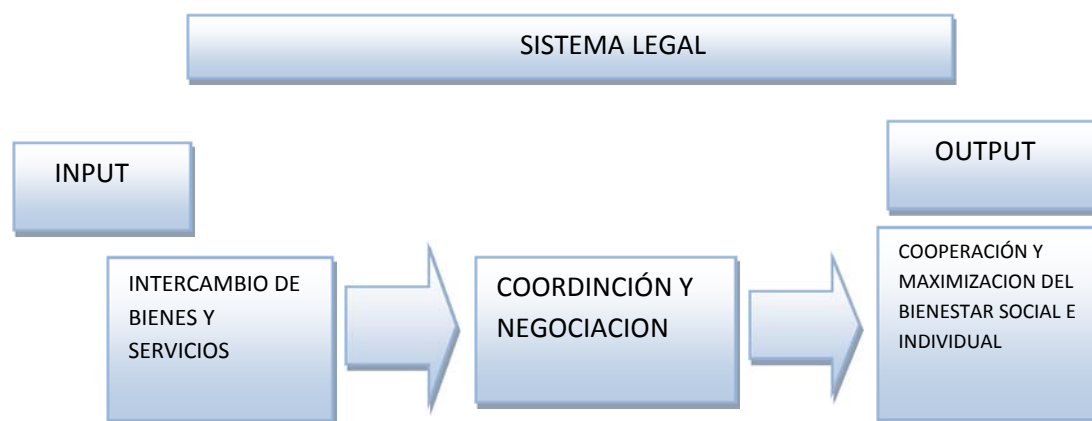 SISTEMA LEGAL
INPUT
OUTPUT
INTERCAMBIO DE
BIENES Y
SERVICIOS
COORDINCIÓN Y
NEGOCIACION
COOPERACIÓN Y
MAXIMIZACION DEL
BIENESTAR SOCIAL E
INDIVIDUAL